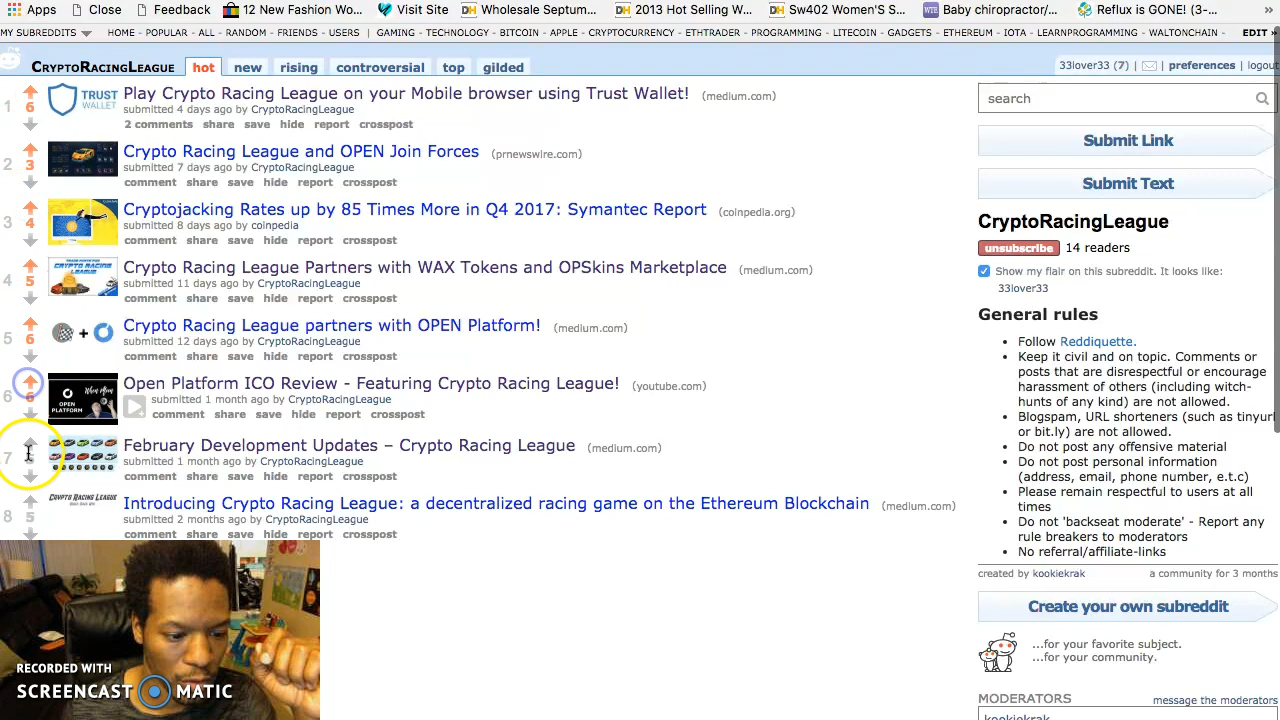 Apps Close Feedback 12 New Fashion Wo... Visit Site Wholesale Septum... 2013 Hot Selling W... Sw402 Women'S S... WTE Baby chiropractor/... Reflux is GONE! (3-... »
MY SUBREDDITS HOME - POPULAR - ALL - RANDOM - FRIENDS - USERS | GAMING - TECHNOLOGY - BITCOIN - APPLE - CRYPTOCURRENCY - ETHTRADER - PROGRAMMING - LITECOIN - GADGETS - ETHEREUM - IOTA - LEARNPROGRAMMING - WALTONCHAIN - EDIT »
CRYPTORACINGLEAGUE hot new rising controversial top gilded
33lover33 (7) | preferences | logout
1 6 TRUST WALLET Play Crypto Racing League on your Mobile browser using Trust Wallet! (medium.com)
submitted 4 days ago by CryptoRacingLeague
2 comments share save hide report crosspost
2 3 Crypto Racing League and OPEN Join Forces (prnewswire.com)
submitted 7 days ago by CryptoRacingLeague
comment share save hide report crosspost
3 4 Cryptojacking Rates up by 85 Times More in Q4 2017: Symantec Report (coinpedia.org)
submitted 8 days ago by coinpedia
comment share save hide report crosspost
4 5 CRYPTO RACING LEAGUE Crypto Racing League Partners with WAX Tokens and OPSkins Marketplace (medium.com)
submitted 11 days ago by CryptoRacingLeague
comment share save hide report crosspost
5 6 + Crypto Racing League partners with OPEN Platform! (medium.com)
submitted 12 days ago by CryptoRacingLeague
comment share save hide report crosspost
6 6 OPEN PLATFORM Open Platform ICO Review - Featuring Crypto Racing League! (youtube.com)
submitted 1 month ago by CryptoRacingLeague
comment share save hide report crosspost
7 February Development Updates – Crypto Racing League (medium.com)
submitted 1 month ago by CryptoRacingLeague
comment share save hide report crosspost
8 5 CRYPTO RACING LEAGUE Introducing Crypto Racing League: a decentralized racing game on the Ethereum Blockchain (medium.com)
submitted 2 months ago by CryptoRacingLeague
comment share save hide report crosspost
search
Submit Link
Submit Text
CryptoRacingLeague
unsubscribe 14 readers
Show my flair on this subreddit. It looks like:
33lover33
General rules
• Follow Reddiquette.
• Keep it civil and on topic. Comments or
posts that are disrespectful or encourage
harassment of others (including witch-
hunts of any kind) are not allowed.
• Blogspam, URL shorteners (such as tinyurl
or bit.ly) are not allowed.
• Do not post any offensive material
• Do not post personal information
(address, email, phone number, e.t.c)
• Please remain respectful to users at all
times
• Do not 'backseat moderate' - Report any
rule breakers to moderators
• No referral/affiliate-links
created by kookiekrak a community for 3 months
Create your own subreddit
...for your favorite subject.
...for your community.
MODERATORS message the moderators
kookiekrak
RECORDED WITH
SCREENCAST MATIC